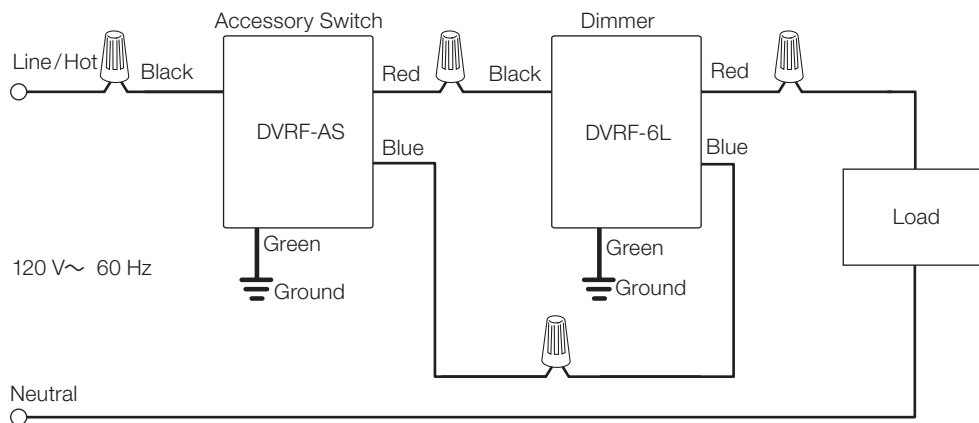 Accessory Switch
Dimmer
Line/Hot
Black
Red
Black
Red
DVRF-AS
DVRF-6L
Blue
Blue
Load
Green
Green
120 V~ 60 Hz
Ground
Ground
Neutral